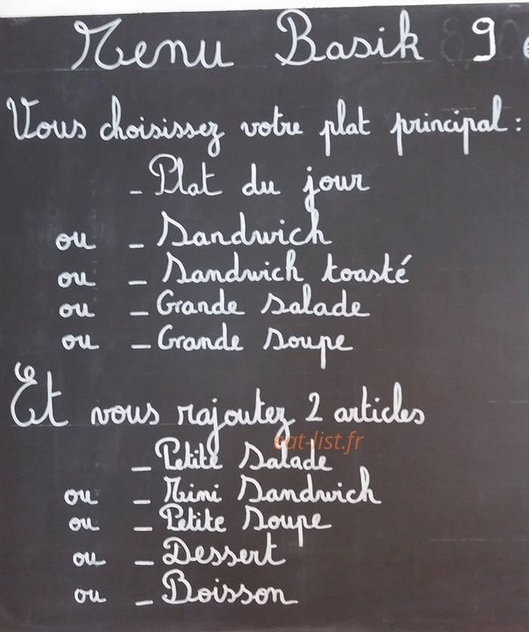 Menu Basik 9
Vous choisissez votre plat principal :
- Plat du jour
ou - Sandwich
ou - Sandwich toasté
ou - Grande Salade
ou - Grande Soupe
Et vous rajoutez 2 articles
eat-list.fr
- Petite Salade
ou - Mini Sandwich
ou - Petite Soupe
ou - Dessert
ou - Boisson